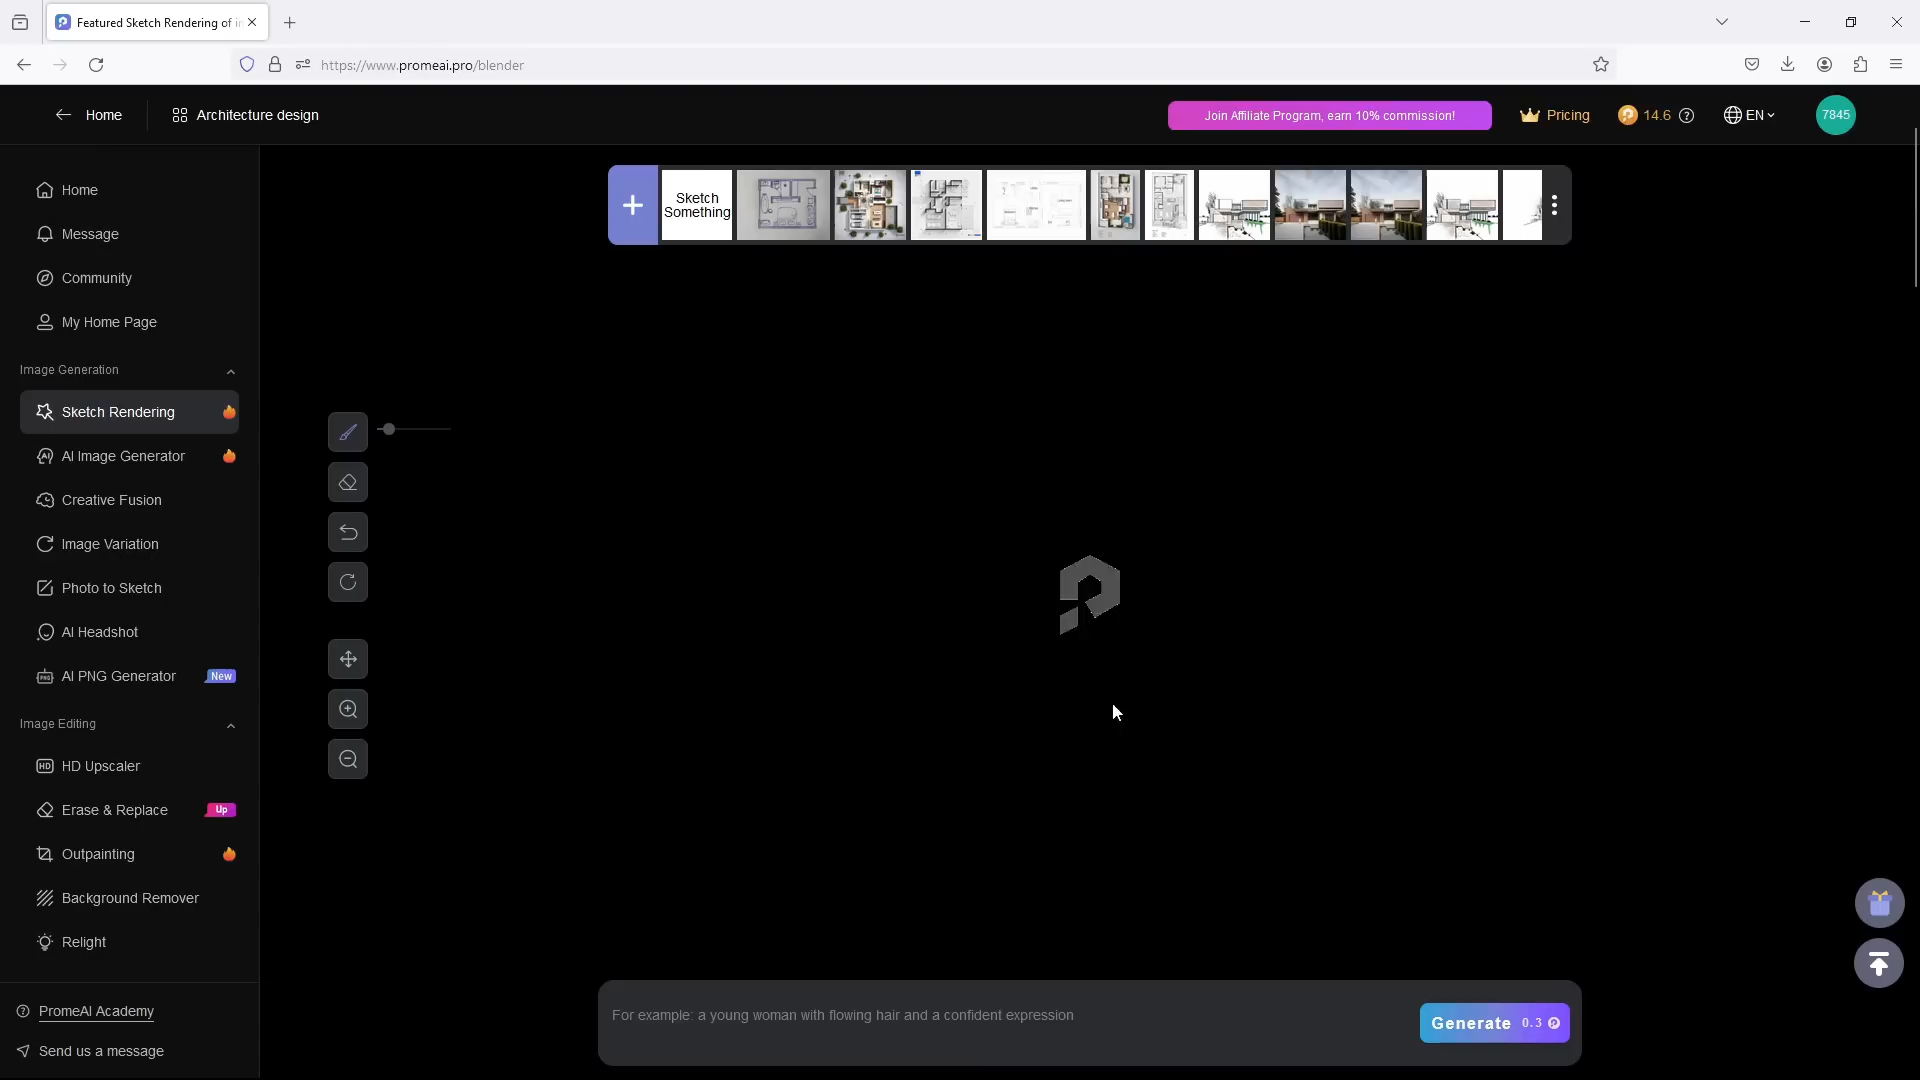 Featured Sketch Rendering of in
https://www.promeai.pro/blender
Home
Architecture design
Join Affiliate Program, earn 10% commission!
Pricing
14.6
EN
7845
Home
Message
Community
My Home Page
Image Generation
Sketch Rendering
AI Image Generator
Creative Fusion
Image Variation
Photo to Sketch
AI Headshot
AI PNG Generator
New
Image Editing
HD Upscaler
Erase & Replace
Up
Outpainting
Background Remover
Relight
PromeAI Academy
Send us a message
Sketch
Something
For example: a young woman with flowing hair and a confident expression
Generate 0.3